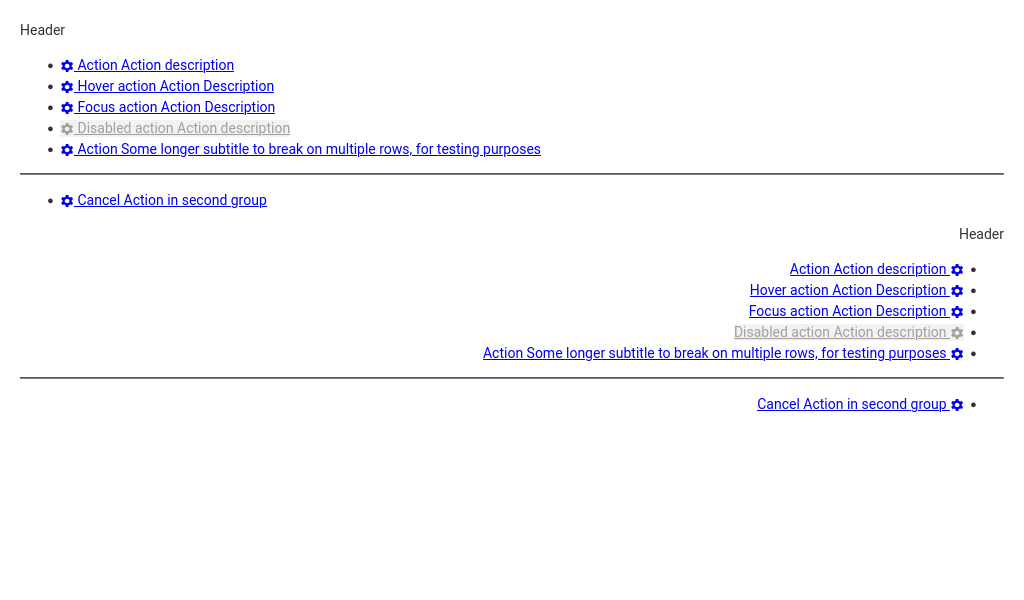 Header
Action Action description
Hover action Action Description
Focus action Action Description
Disabled action Action description
Action Some longer subtitle to break on multiple rows, for testing purposes
Cancel Action in second group
Header
Action Action description
Hover action Action Description
Focus action Action Description
Disabled action Action description
Action Some longer subtitle to break on multiple rows, for testing purposes
Cancel Action in second group